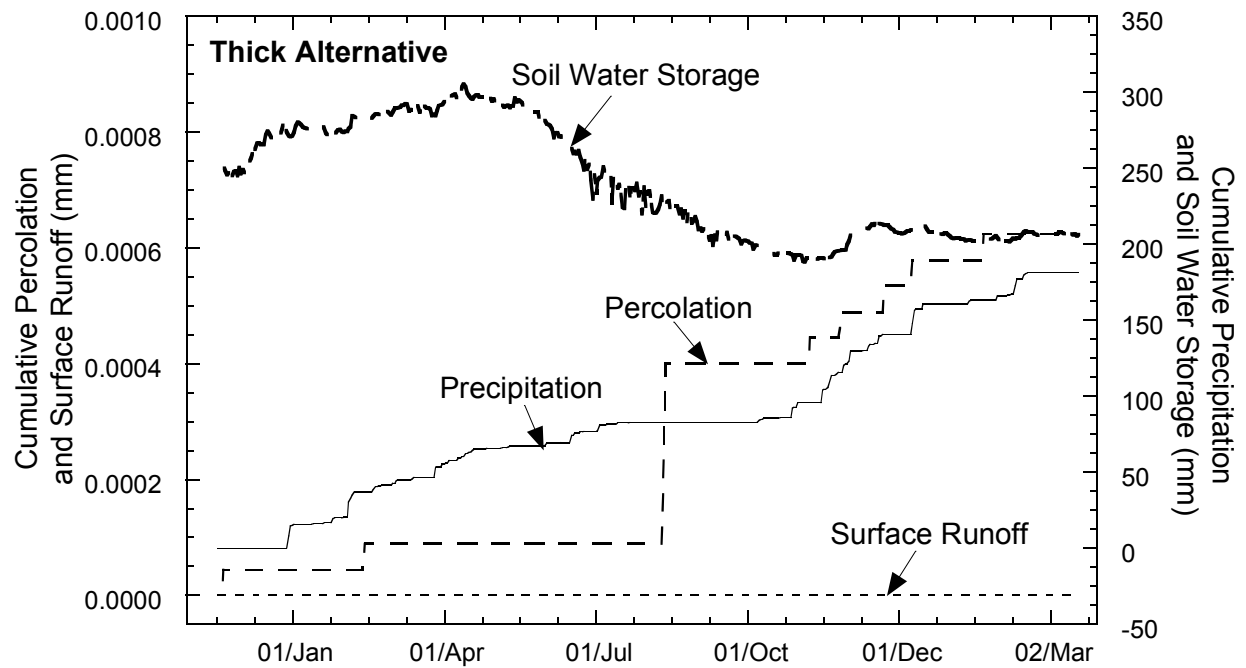 Thick Alternative
Soil Water Storage
Percolation
Precipitation
Surface Runoff
Cumulative Percolation
and Surface Runoff (mm)
0.0010
0.0008
0.0006
0.0004
0.0002
0.0000
350
300
250
200
150
100
50
0
-50
Cumulative Precipitation
and Soil Water Storage (mm)
01/Jan
01/Apr
01/Jul
01/Oct
01/Dec
02/Mar